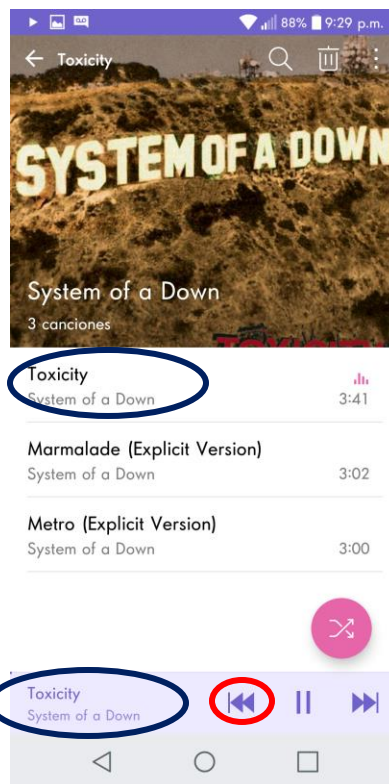 88% 9:29 p.m.
Toxicity
SYSTEM OF A DOWN
System of a Down
3 canciones
TOXICITY
Toxicity
System of a Down
3:41
Marmalade (Explicit Version)
System of a Down
3:02
Metro (Explicit Version)
System of a Down
3:00
Toxicity
System of a Down